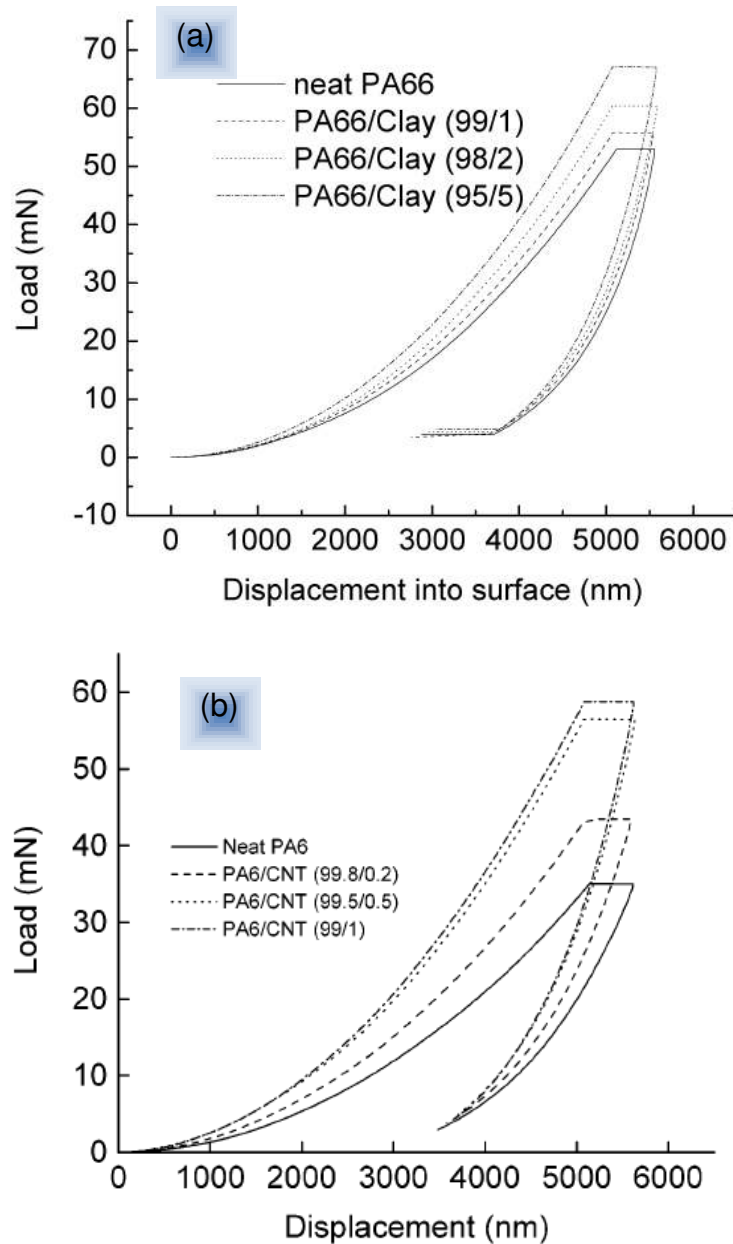 (a)
70
60
50
40
30
20
10
0
-10
Load (mN)
neat PA66
PA66/Clay (99/1)
PA66/Clay (98/2)
PA66/Clay (95/5)
0 1000 2000 3000 4000 5000 6000
Displacement into surface (nm)
(b)
60
50
40
30
20
10
0
Load (mN)
Neat PA6
PA6/CNT (99.8/0.2)
PA6/CNT (99.5/0.5)
PA6/CNT (99/1)
0 1000 2000 3000 4000 5000 6000
Displacement (nm)